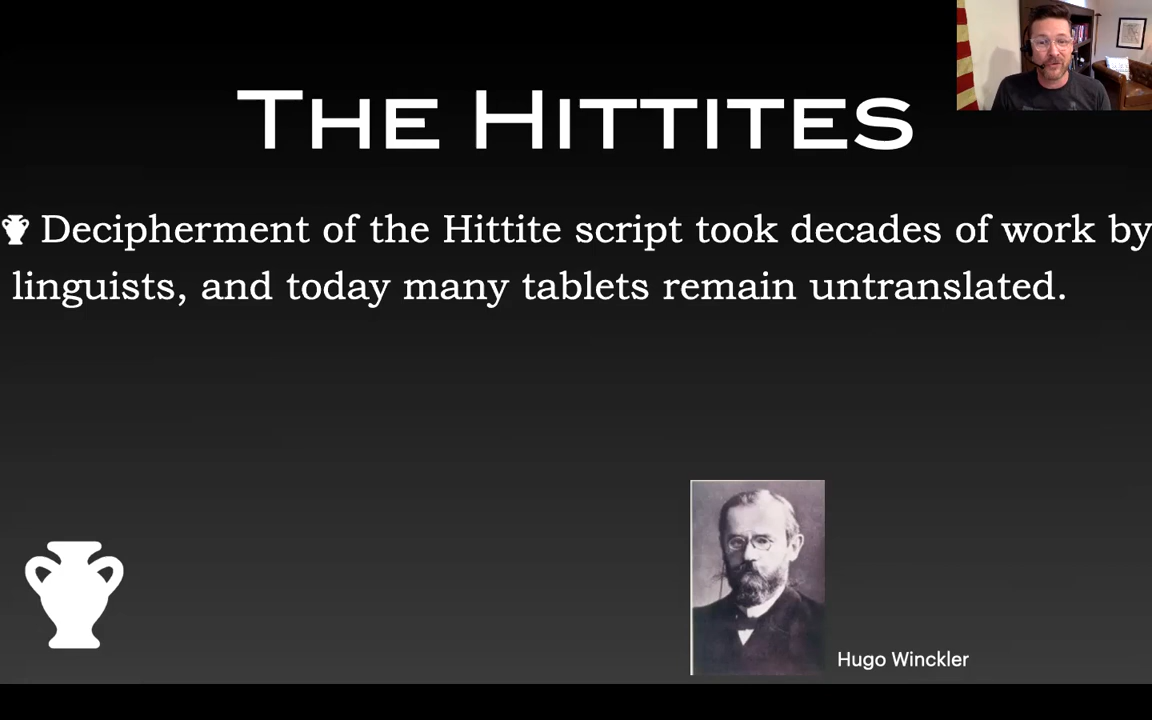 THE HITTITES
Decipherment of the Hittite script took decades of work by
linguists, and today many tablets remain untranslated.
Hugo Winckler